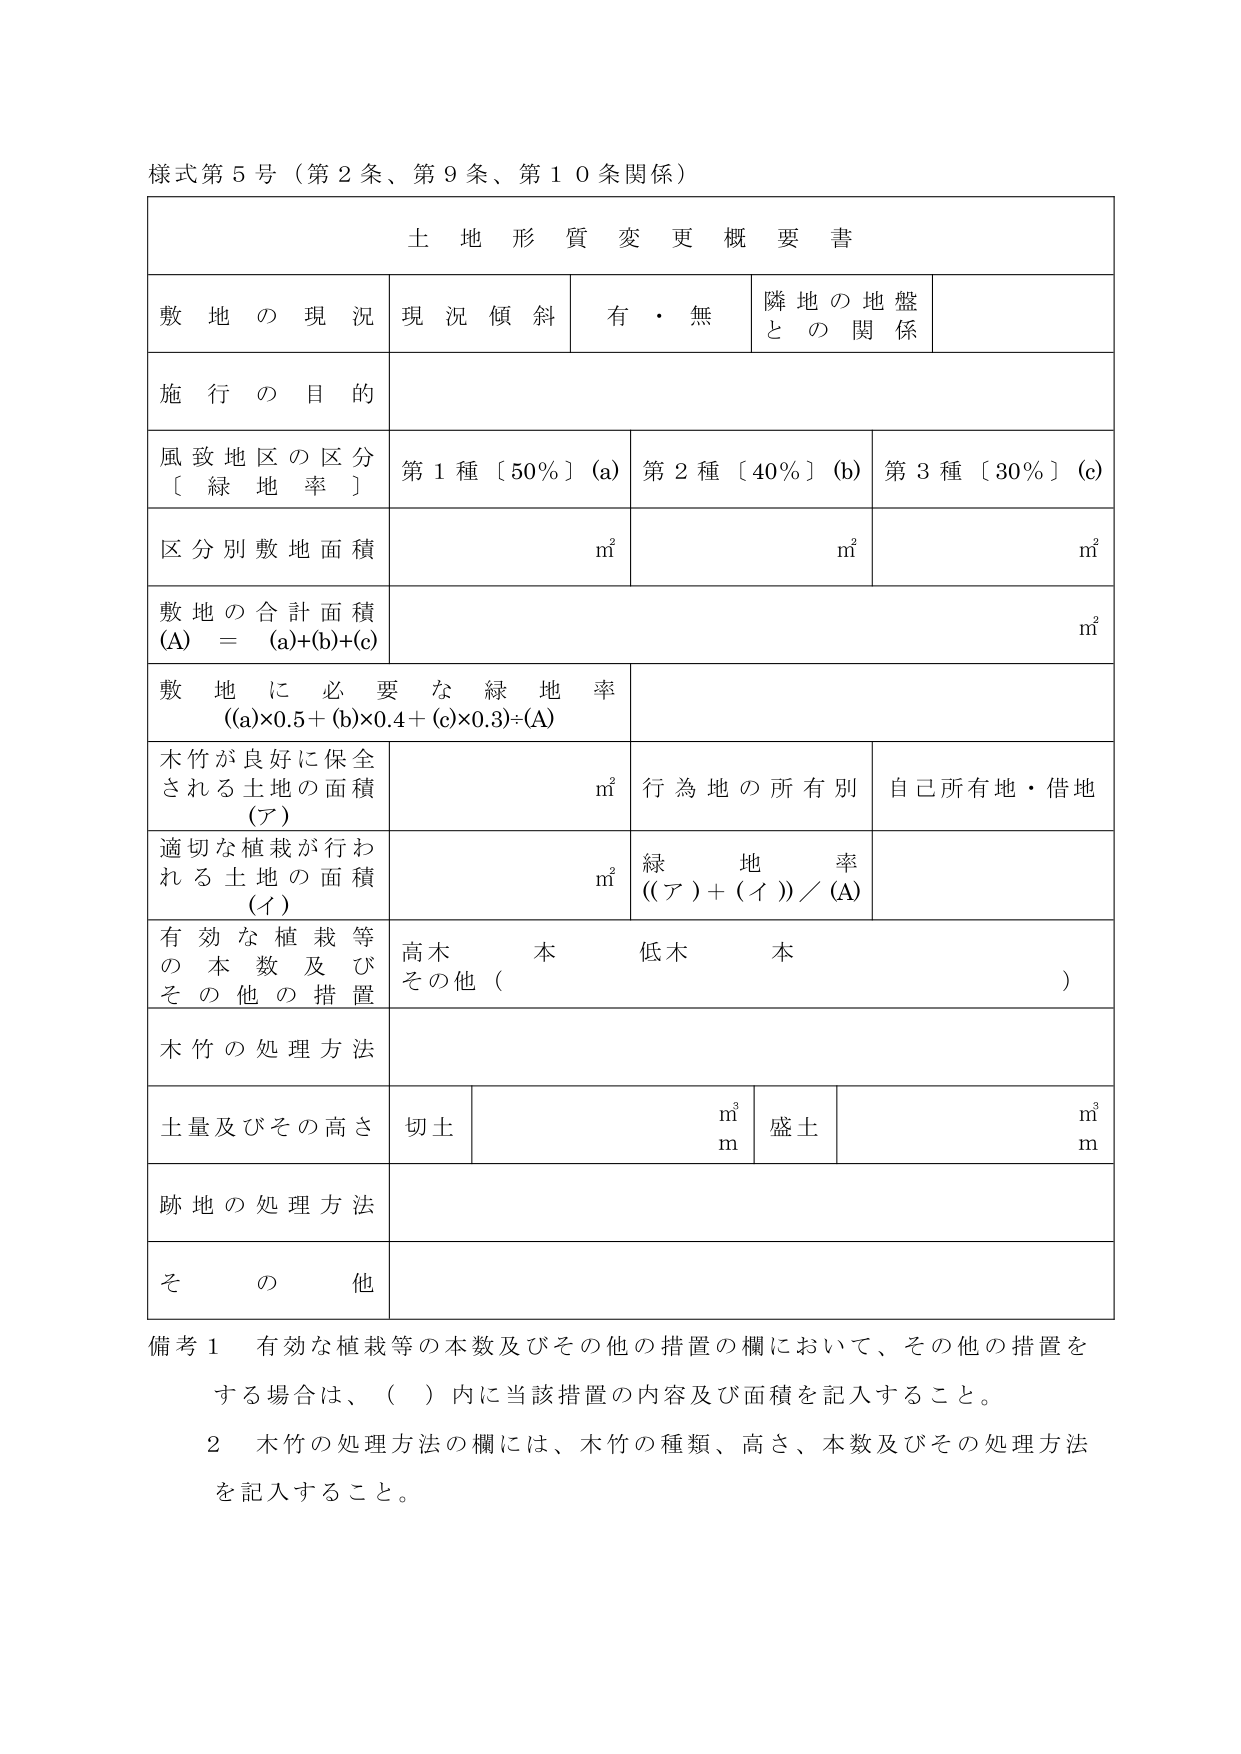 様式第５号（第２条、第９条、第１０条関係）
土地形質変更概要書
敷地の現況 現況傾斜 有・無 隣地の地盤
との関係
施行の目的
風致地区の区分
〔緑地率〕 第１種〔50％〕(a) 第２種〔40％〕(b) 第３種〔30％〕(c)
区分別敷地面積 ㎡ ㎡ ㎡
敷地の合計面積
(A) ＝ (a)+(b)+(c) ㎡
敷地に必要な緑地率
((a)×0.5＋(b)×0.4＋(c)×0.3)÷(A)
木竹が良好に保全
される土地の面積
(ア) ㎡ 行為地の所有別 自己所有地・借地
適切な植栽が行わ
れる土地の面積
(イ) ㎡ 緑地率
((ア)＋(イ))／(A)
有効な植栽等
の本数及び
その他の措置 高木 本 低木 本
その他（ ）
木竹の処理方法
土量及びその高さ 切土 ㎥
ｍ 盛土 ㎥
ｍ
跡地の処理方法
その他
備考１ 有効な植栽等の本数及びその他の措置の欄において、その他の措置を
する場合は、（ ）内に当該措置の内容及び面積を記入すること。
２ 木竹の処理方法の欄には、木竹の種類、高さ、本数及びその処理方法
を記入すること。